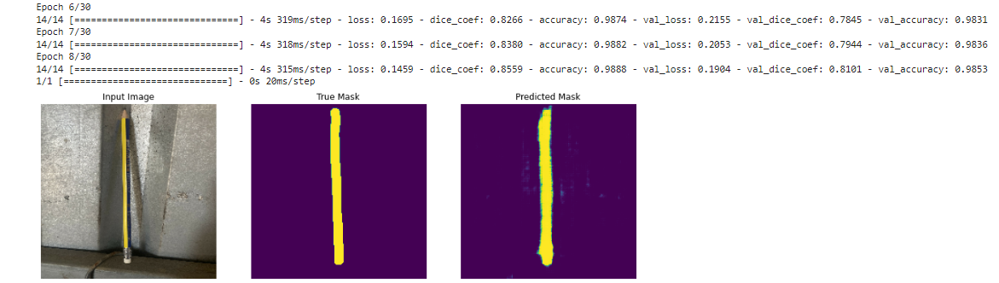 Epoch 6/30
14/14 [==============================] - 4s 319ms/step - loss: 0.1695 - dice_coef: 0.8266 - accuracy: 0.9874 - val_loss: 0.2155 - val_dice_coef: 0.7845 - val_accuracy: 0.9831
Epoch 7/30
14/14 [==============================] - 4s 318ms/step - loss: 0.1594 - dice_coef: 0.8380 - accuracy: 0.9882 - val_loss: 0.2053 - val_dice_coef: 0.7944 - val_accuracy: 0.9836
Epoch 8/30
14/14 [==============================] - 4s 315ms/step - loss: 0.1459 - dice_coef: 0.8559 - accuracy: 0.9888 - val_loss: 0.1904 - val_dice_coef: 0.8101 - val_accuracy: 0.9853
1/1 [==============================] - 0s 20ms/step
Input Image True Mask Predicted Mask